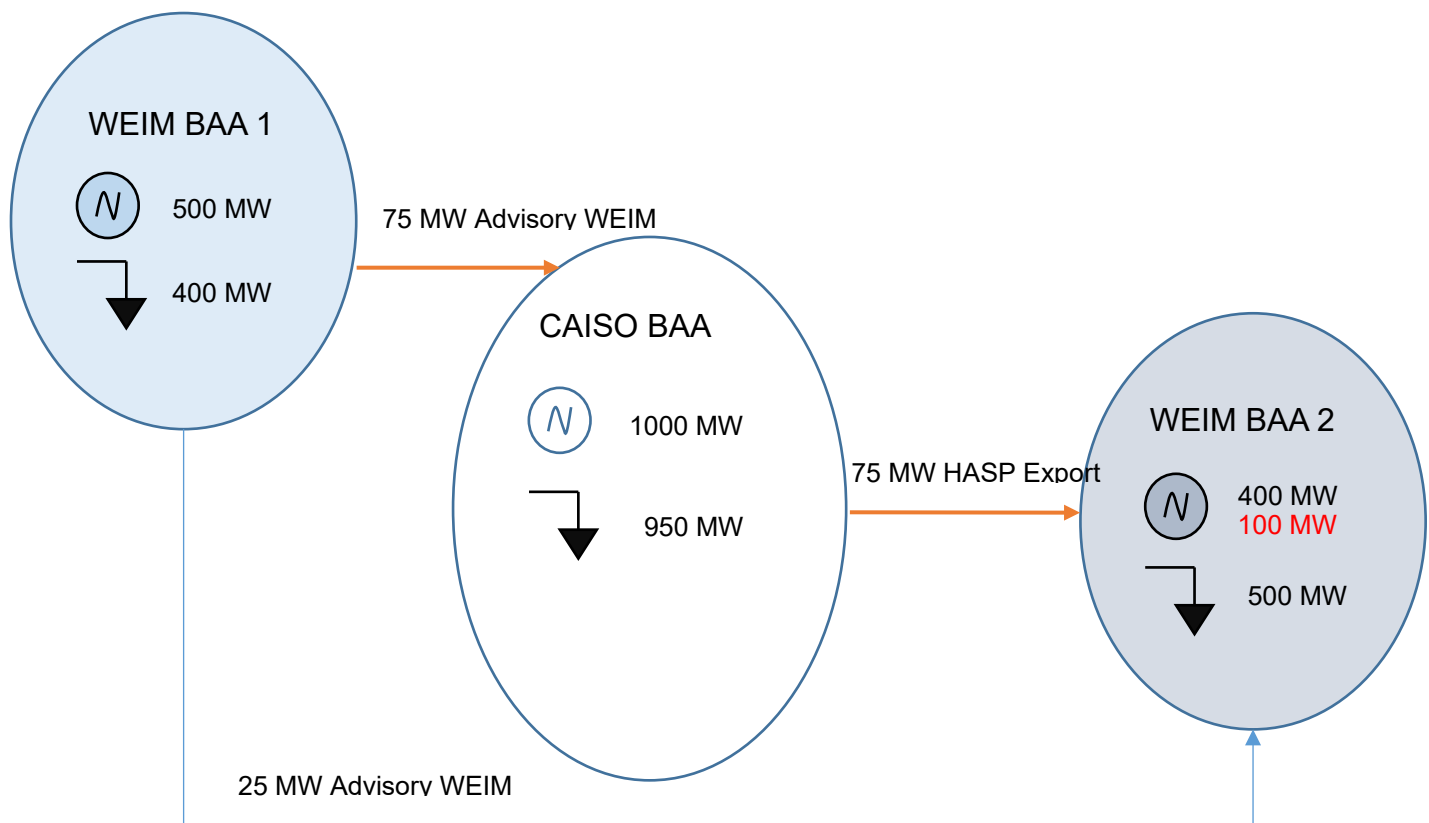 WEIM BAA 1
500 MW
400 MW
75 MW Advisory WEIM
CAISO BAA
1000 MW
950 MW
75 MW HASP Export
WEIM BAA 2
400 MW
100 MW
500 MW
25 MW Advisory WEIM